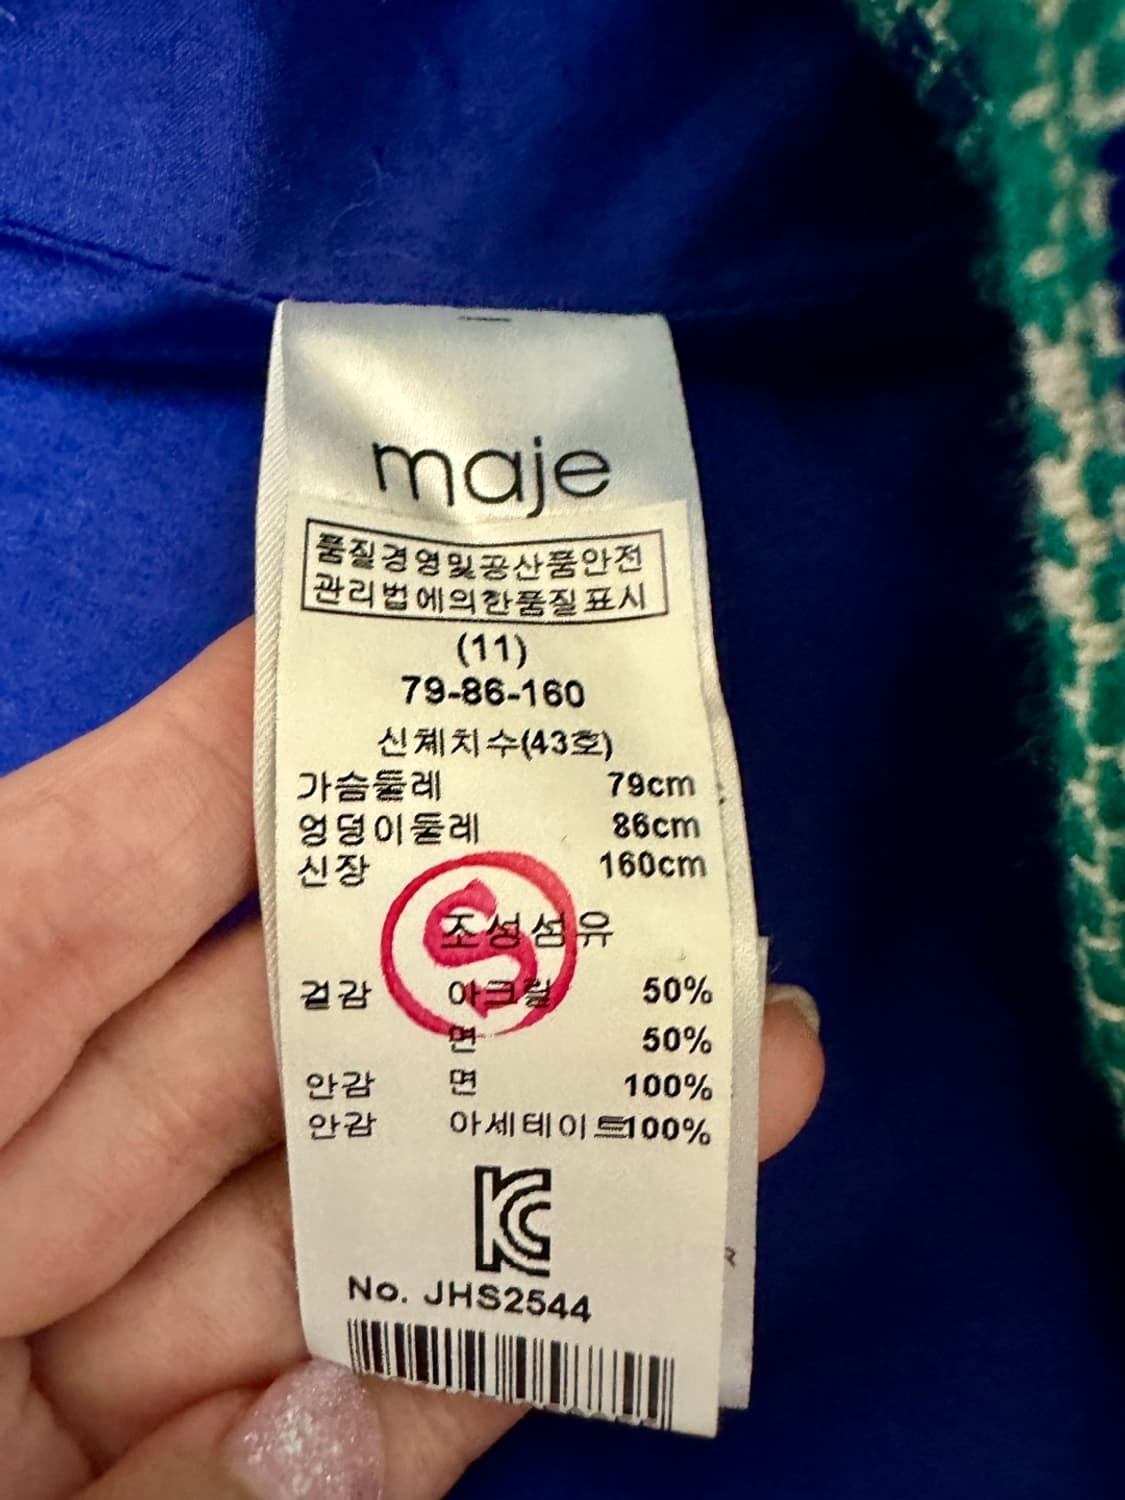 maje
품질경영및공산품안전
관리법에의한품질표시
(11)
79-86-160
신체치수(43호)
가슴둘레 79cm
엉덩이둘레 86cm
신장 160cm
S
조성섬유
겉감 아크릴 50%
면 50%
안감 면 100%
안감 아세테이트100%
KC
No. JHS2544